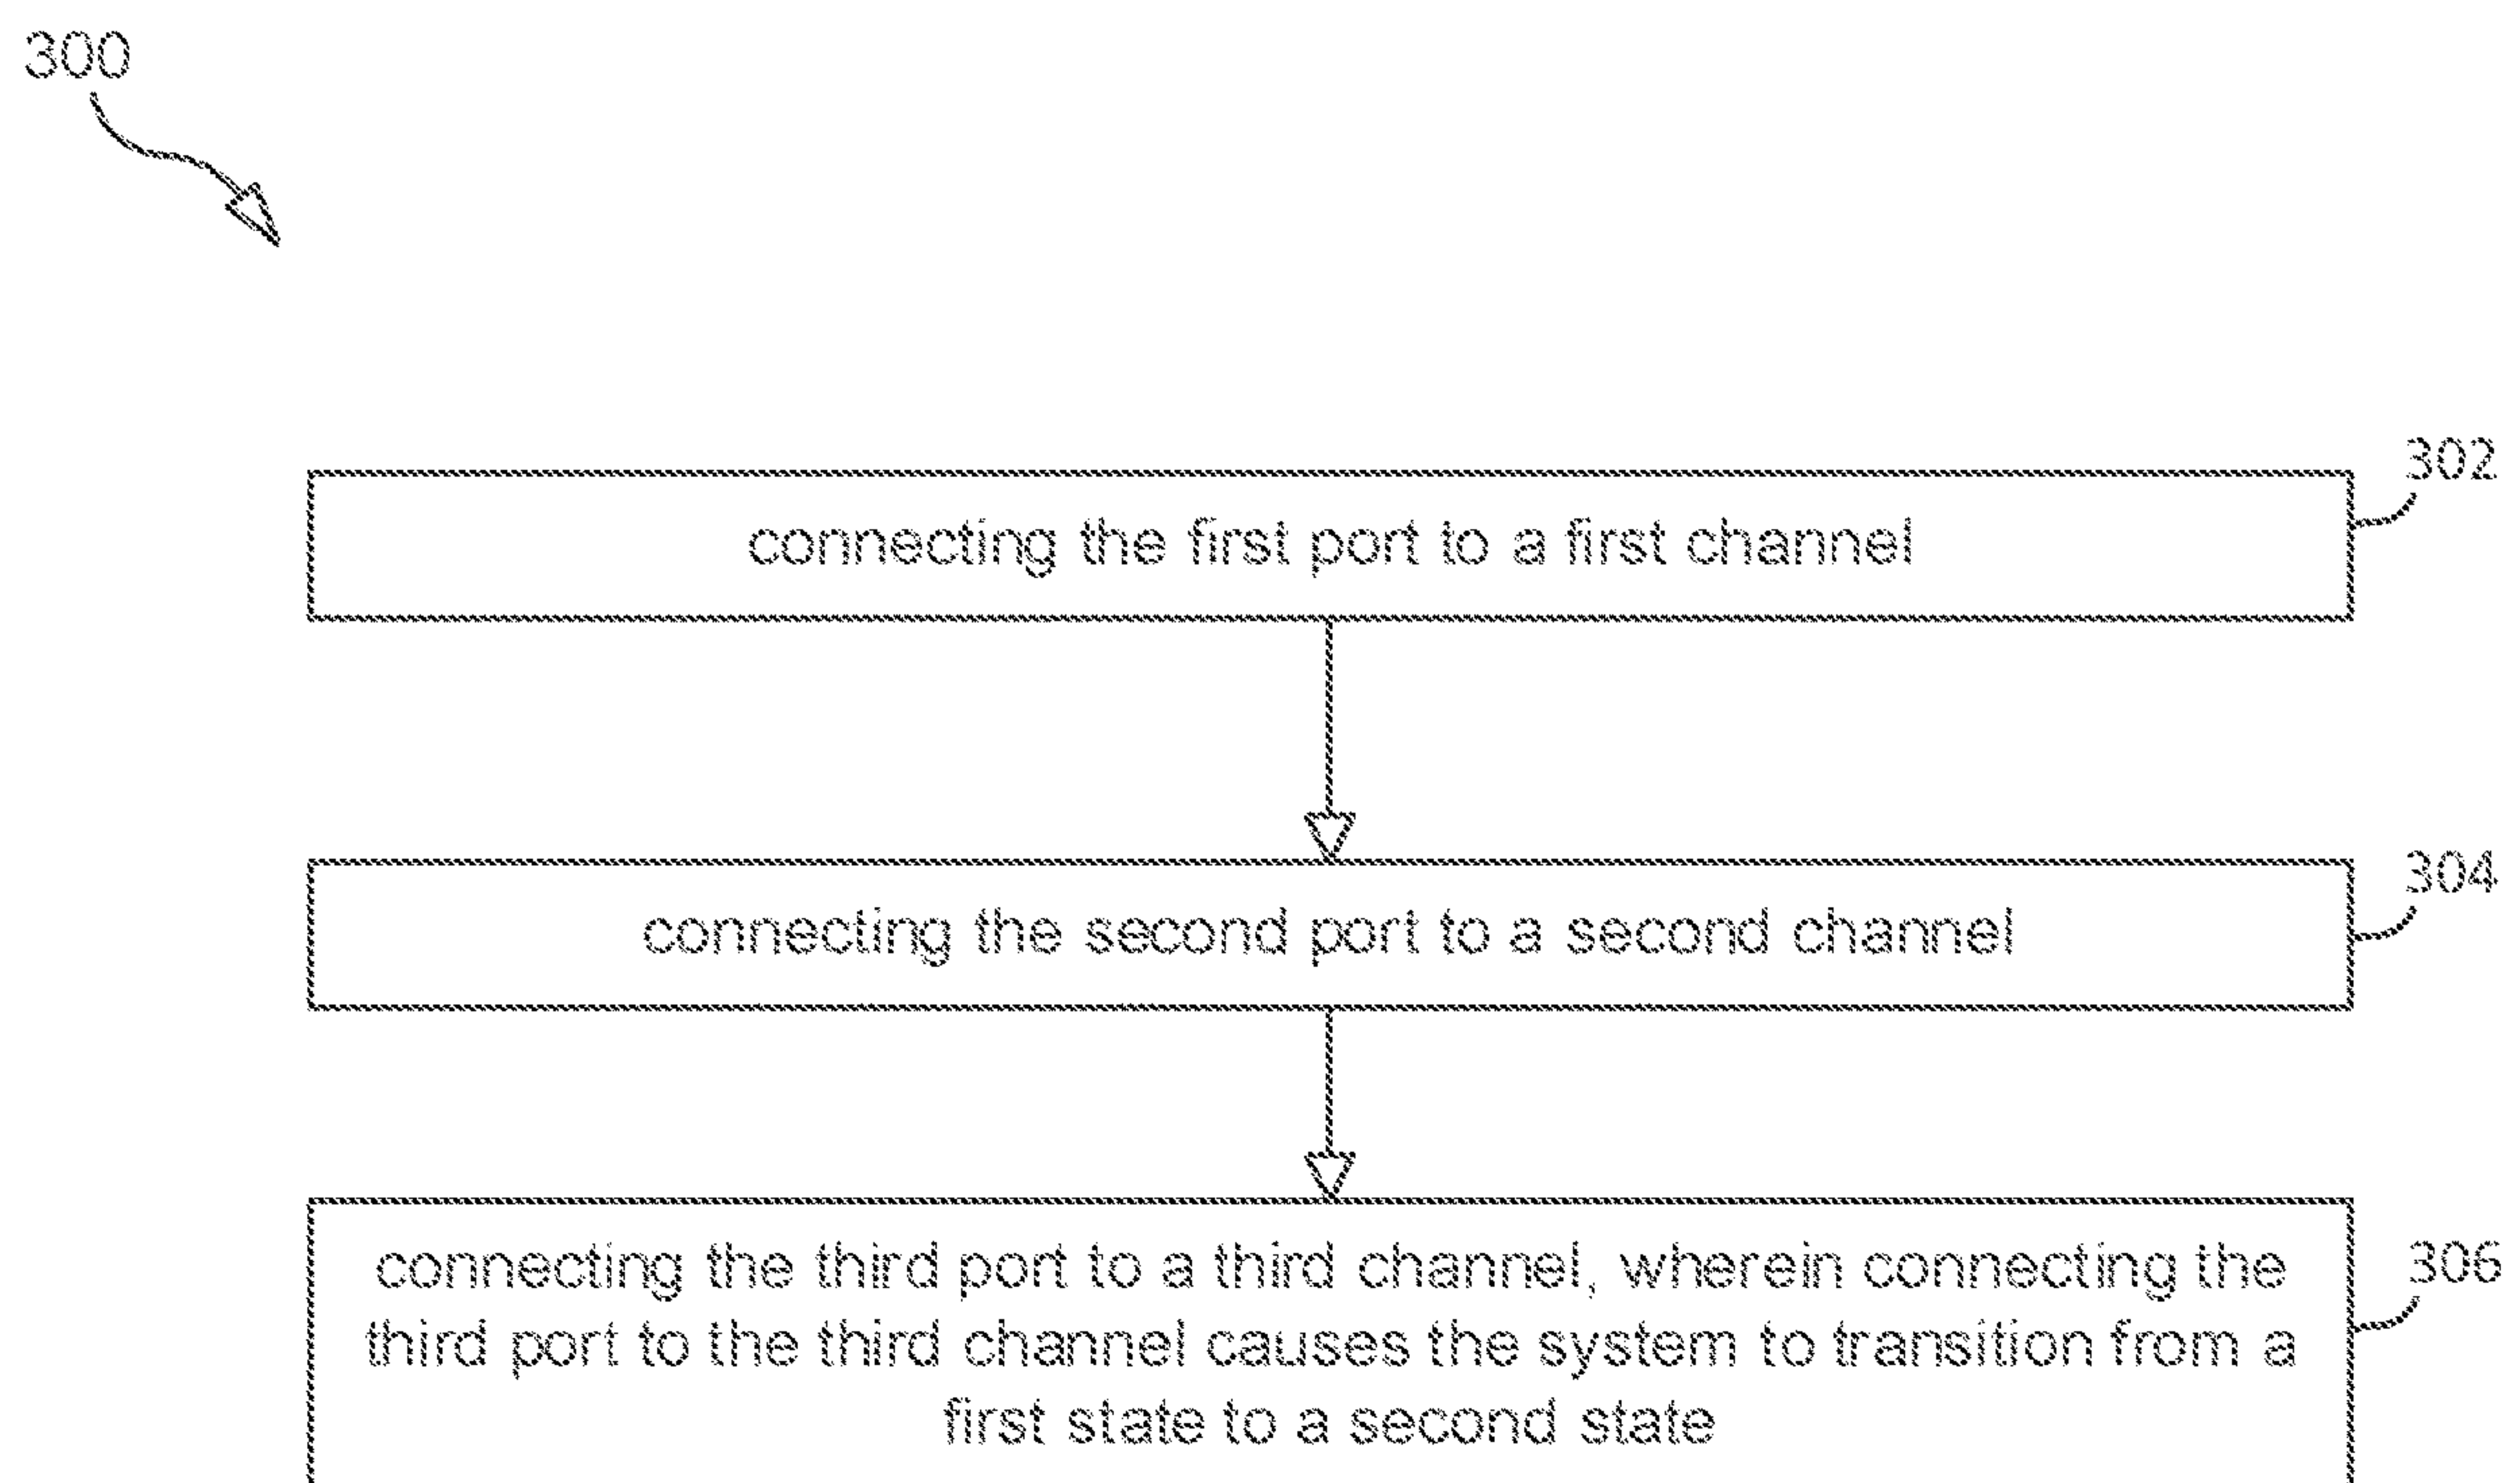 300
302
connecting the first port to a first channel
304
connecting the second port to a second channel
306
connecting the third port to a third channel, wherein connecting the
third port to the third channel causes the system to transition from a
first state to a second state